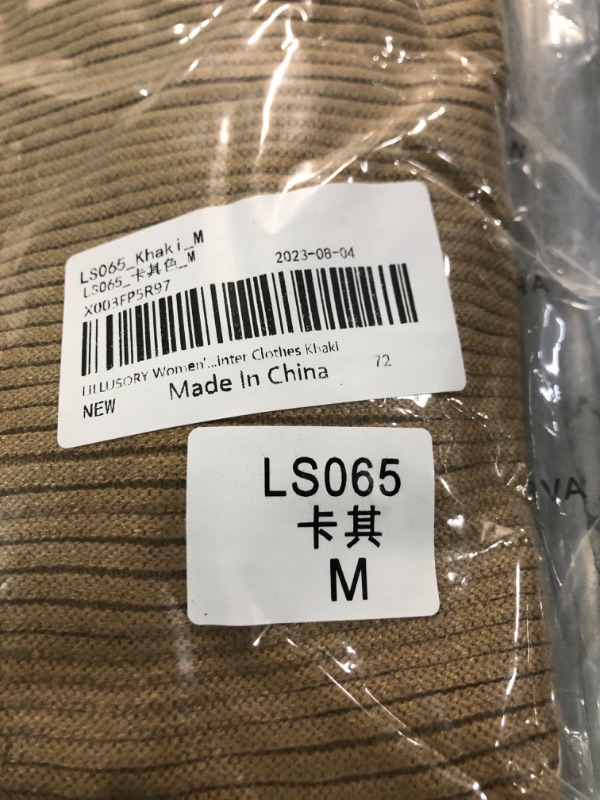 LS065_Khaki_M
2023-08-04
LS065_卡其色_M
X003FP5R97
LILLUSORY Women'...inter Clothes Khaki
72
NEW
Made In China
LS065
卡其
M